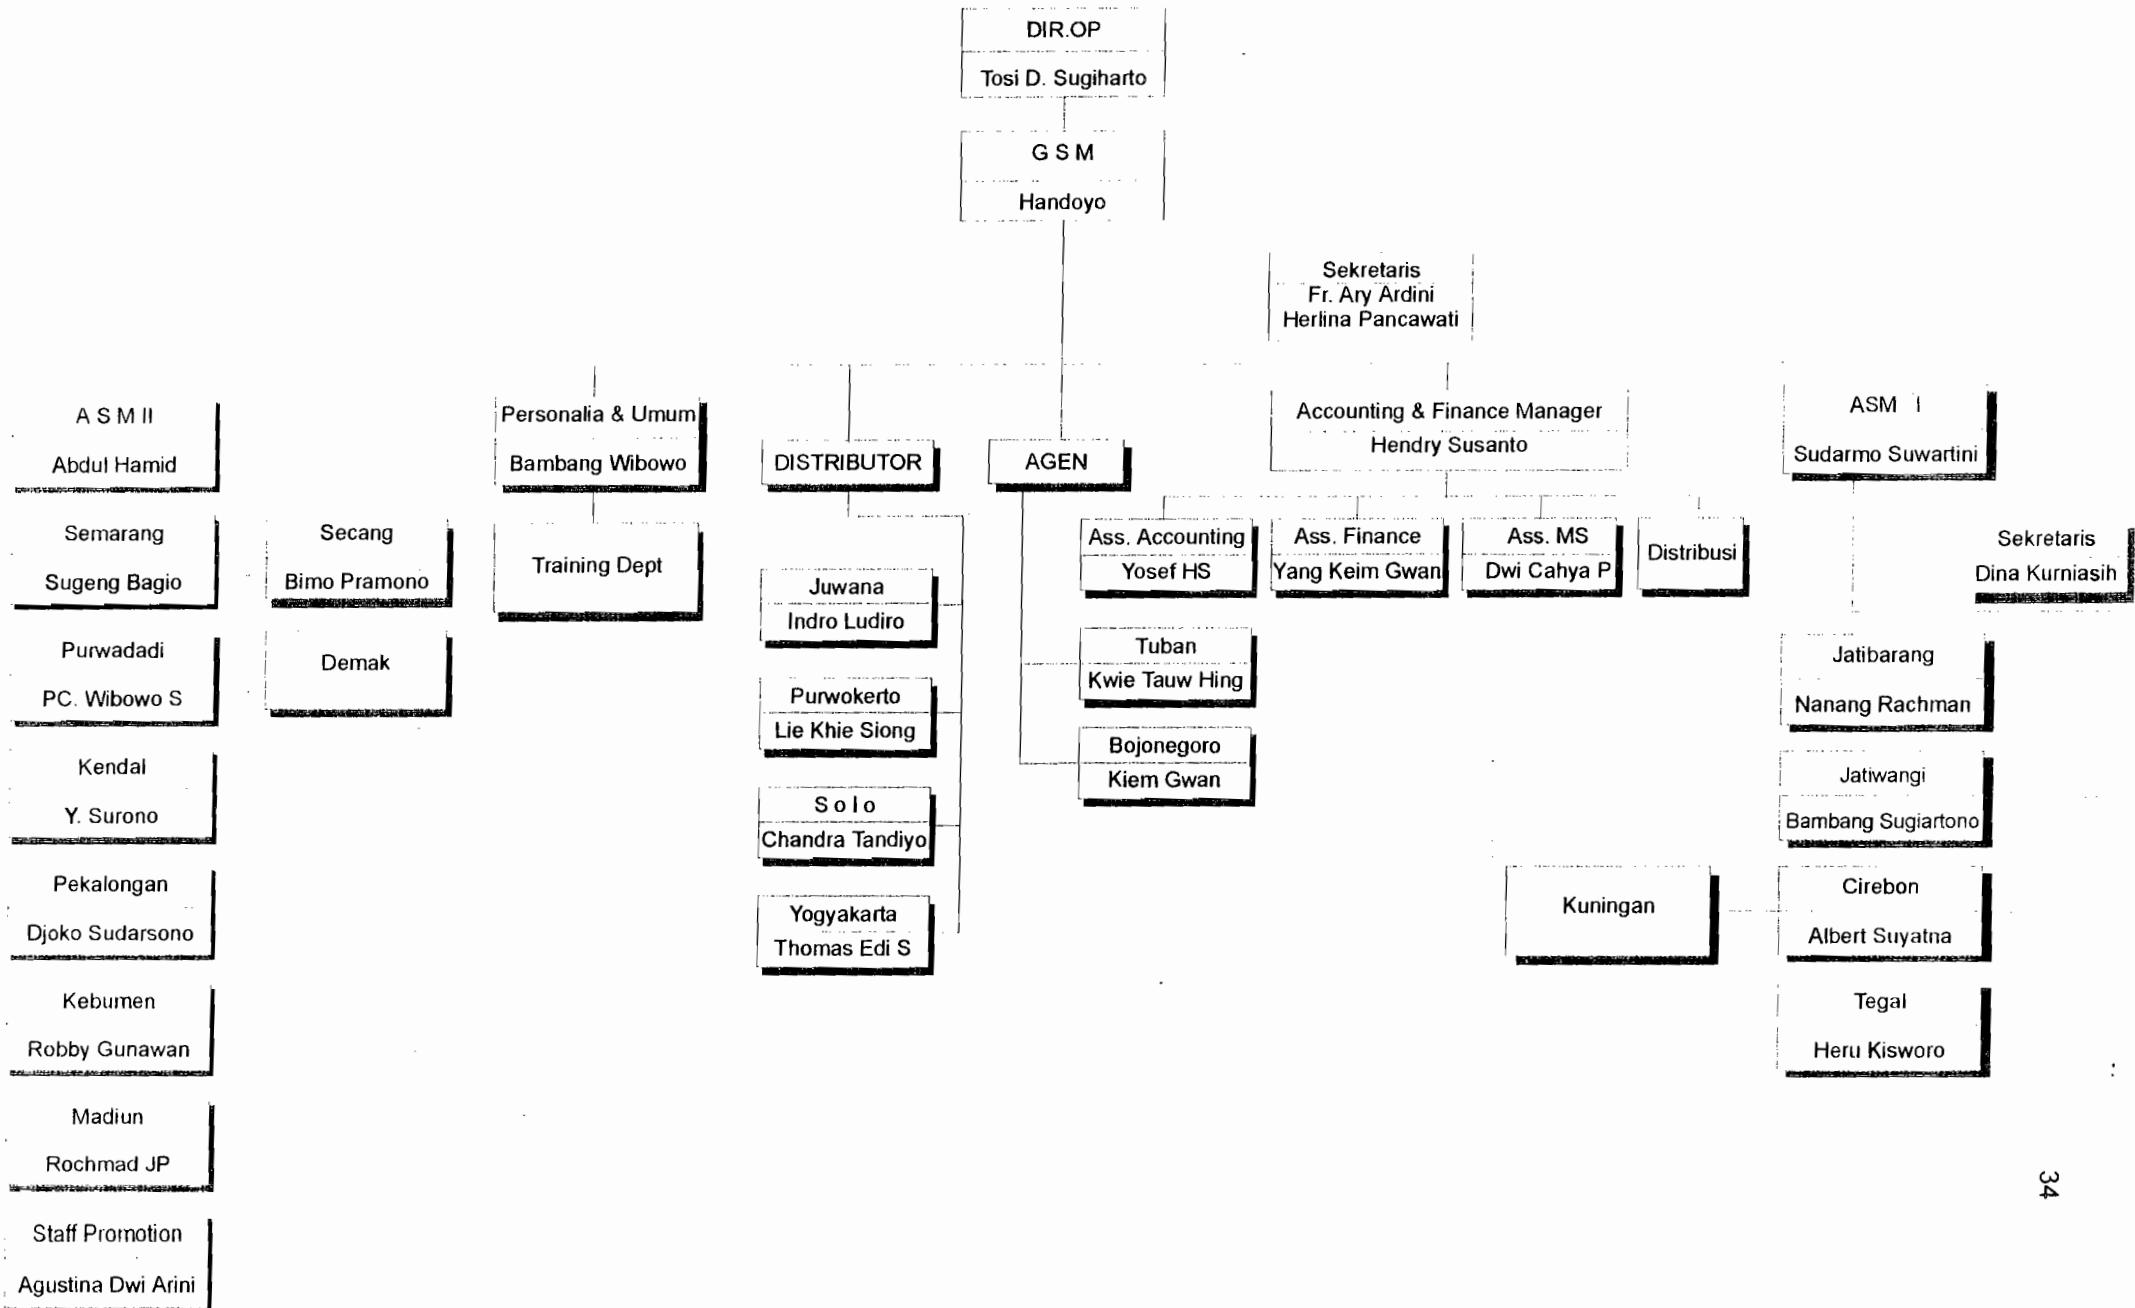 DIR.OP
Tosi D. Sugiharto
G S M
Handoyo
Sekretaris
Fr. Ary Ardini
Herlina Pancawati
A S M II
Abdul Hamid
Personalia & Umum
Bambang Wibowo
DISTRIBUTOR
AGEN
Accounting & Finance Manager
Hendry Susanto
ASM I
Sudarmo Suwartini
Semarang
Sugeng Bagio
Secang
Bimo Pramono
Training Dept
Ass. Accounting
Yosef HS
Ass. Finance
Yang Keim Gwan
Ass. MS
Dwi Cahya P
Distribusi
Sekretaris
Dina Kurniasih
Purwadadi
PC. Wibowo S
Demak
Juwana
Indro Ludiro
Tuban
Kwie Tauw Hing
Jatibarang
Nanang Rachman
Purwokerto
Lie Khie Siong
Bojonegoro
Kiem Gwan
Kendal
Y. Surono
S o l o
Chandra Tandiyo
Jatiwangi
Bambang Sugiartono
Pekalongan
Djoko Sudarsono
Yogyakarta
Thomas Edi S
Kuningan
Cirebon
Albert Suyatna
Kebumen
Robby Gunawan
Tegal
Heru Kisworo
Madiun
Rochmad JP
Staff Promotion
Agustina Dwi Arini
34